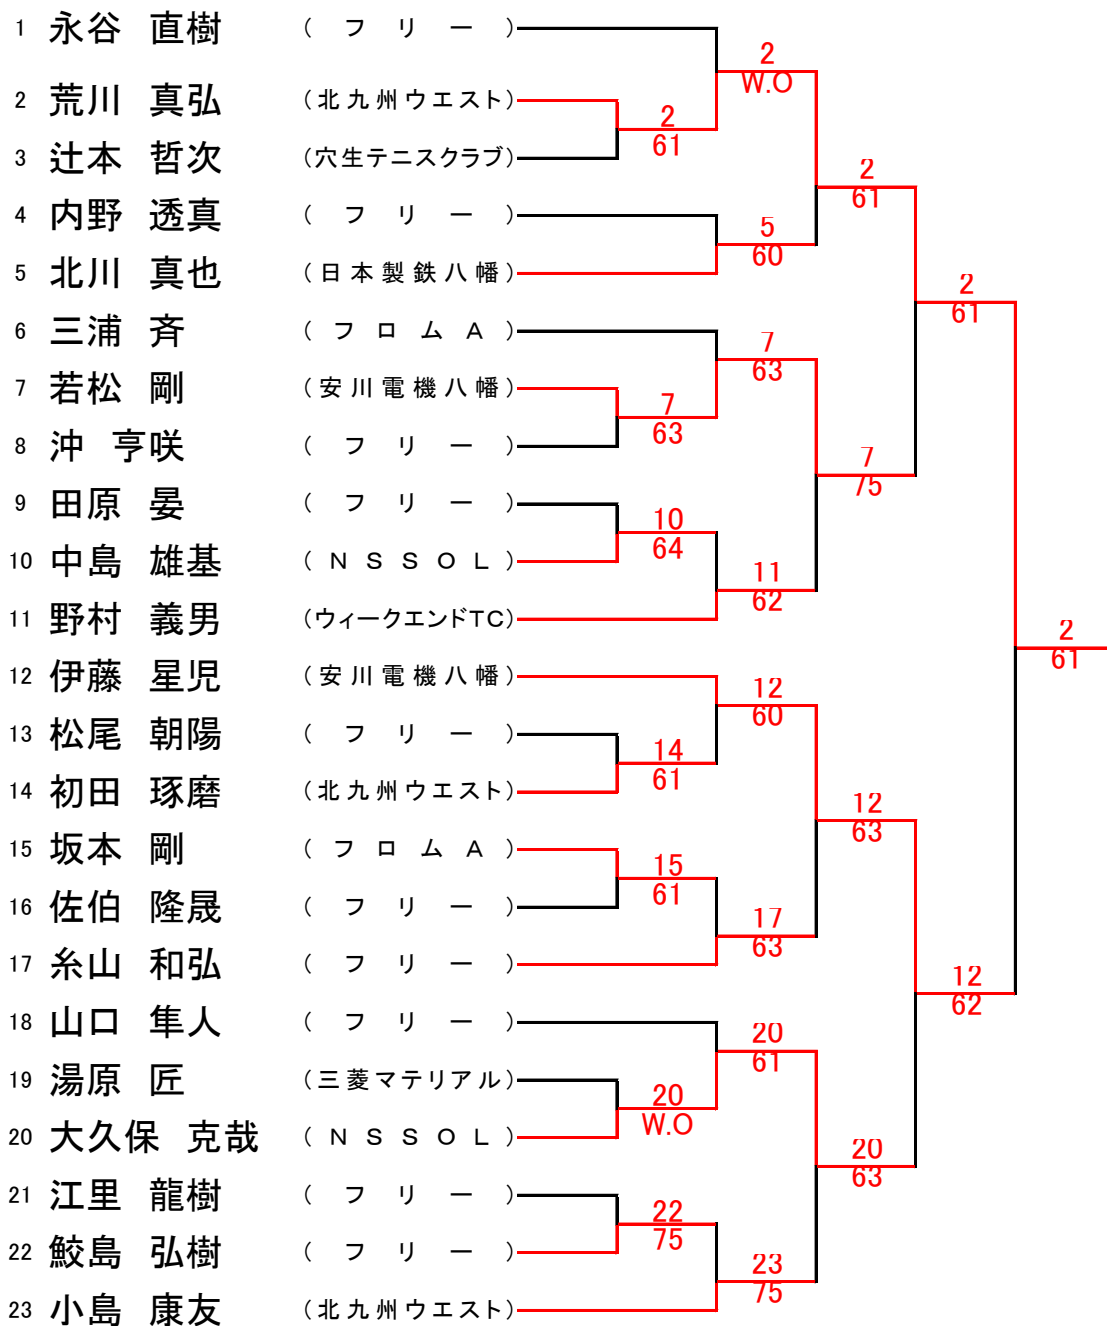 1 永谷 直樹 ( フ リ ー )
2
W.O
2 荒川 真弘 (北九州ウエスト)
2
61
3 辻本 哲次 (穴生テニスクラブ)
2
61
4 内野 透真 ( フ リ ー )
5
60
5 北川 真也 (日本製鉄八幡)
2
61
6 三浦 斉 ( フ ロ ム A )
7
63
7 若松 剛 (安川電機八幡)
7
63
8 沖 亨咲 ( フ リ ー )
7
75
9 田原 晏 ( フ リ ー )
10
64
10 中島 雄基 ( N S S O L )
11
62
11 野村 義男 (ウィークエンドTC)
2
61
12 伊藤 星児 (安川電機八幡)
12
60
13 松尾 朝陽 ( フ リ ー )
14
61
14 初田 琢磨 (北九州ウエスト)
12
63
15 坂本 剛 ( フ ロ ム A )
15
61
16 佐伯 隆晟 ( フ リ ー )
17
63
17 糸山 和弘 ( フ リ ー )
12
62
18 山口 隼人 ( フ リ ー )
20
61
19 湯原 匠 (三菱マテリアル)
20
W.O
20 大久保 克哉 ( N S S O L )
20
63
21 江里 龍樹 ( フ リ ー )
22
75
22 鮫島 弘樹 ( フ リ ー )
23
75
23 小島 康友 (北九州ウエスト)